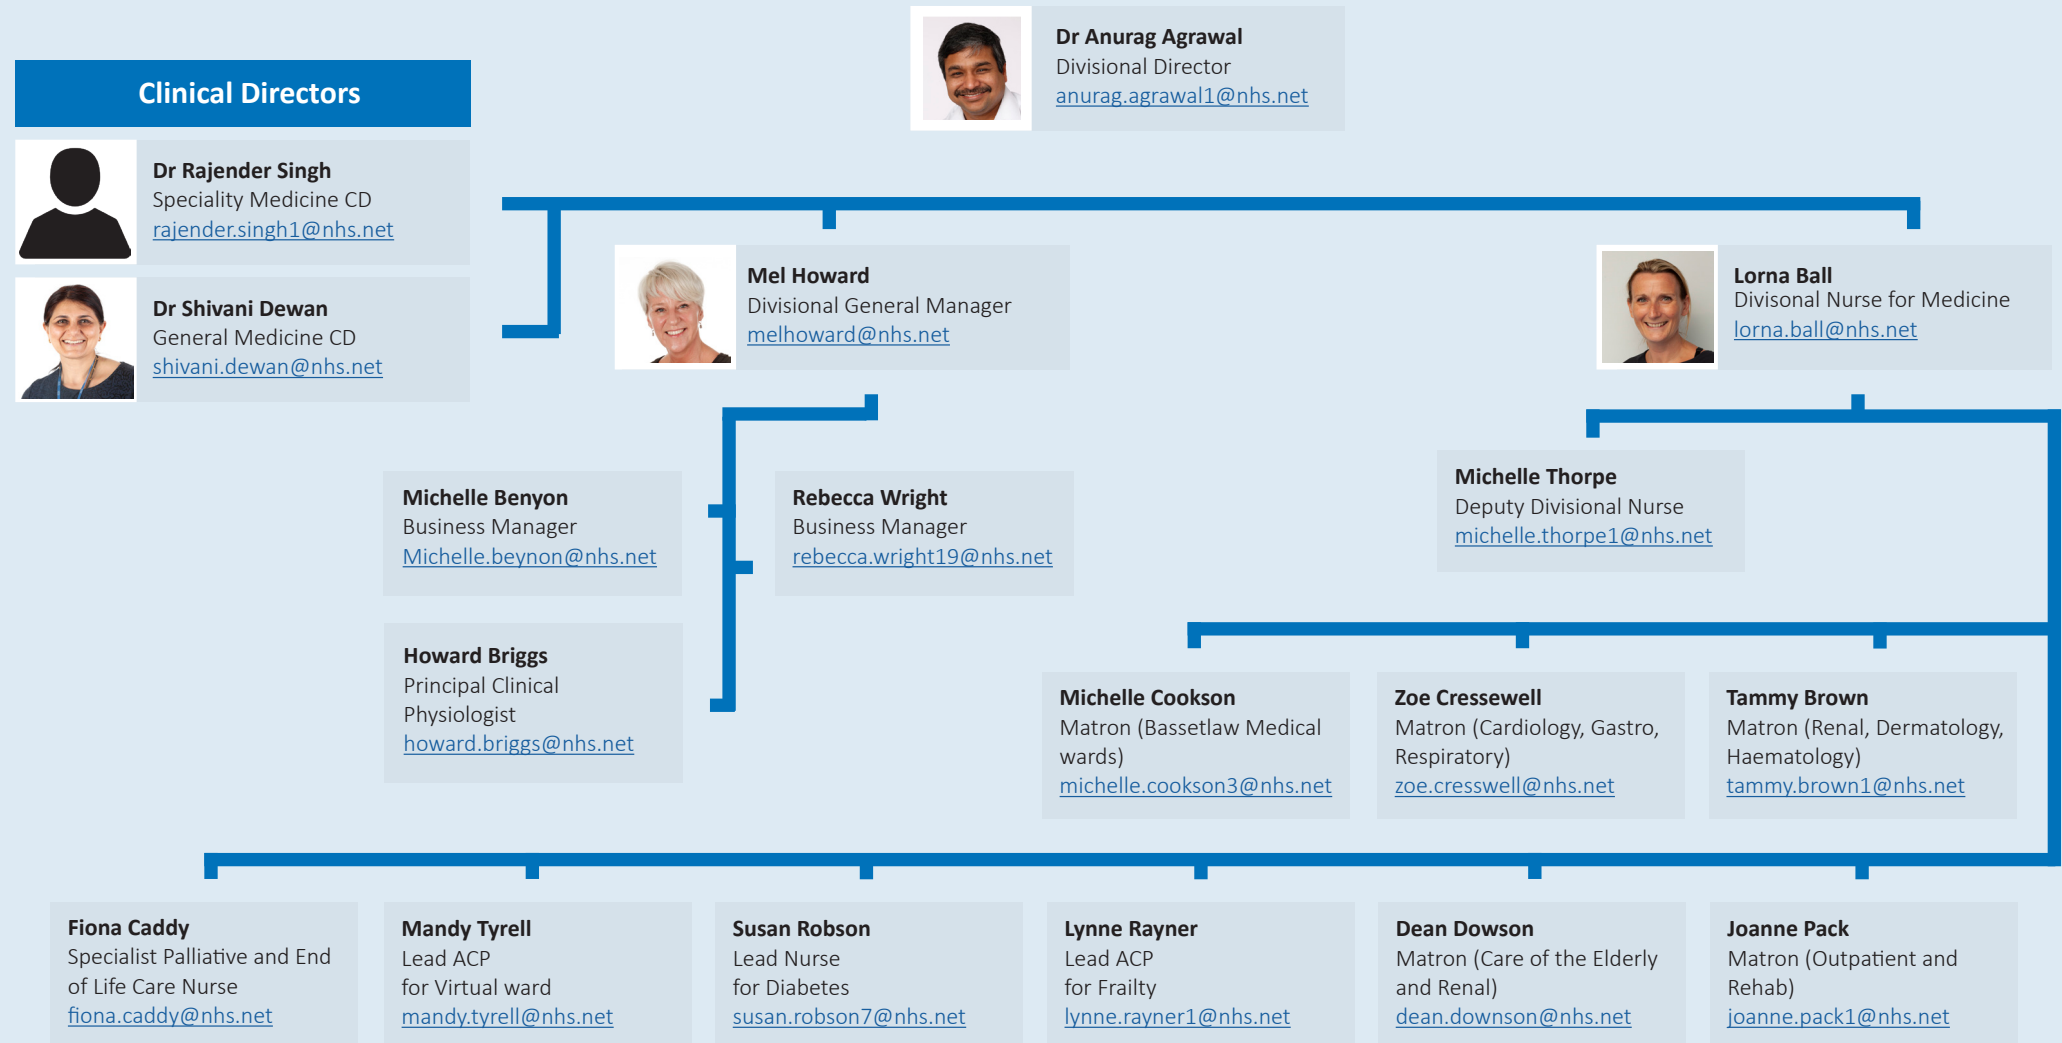 Dr Anurag Agrawal
Divisional Director
anurag.agrawal1@nhs.net
Clinical Directors
Dr Rajender Singh
Speciality Medicine CD
rajender.singh1@nhs.net
Dr Shivani Dewan
General Medicine CD
shivani.dewan@nhs.net
Mel Howard
Divisional General Manager
melhoward@nhs.net
Lorna Ball
Divisonal Nurse for Medicine
lorna.ball@nhs.net
Michelle Benyon
Business Manager
Michelle.beynon@nhs.net
Rebecca Wright
Business Manager
rebecca.wright19@nhs.net
Howard Briggs
Principal Clinical
Physiologist
howard.briggs@nhs.net
Michelle Thorpe
Deputy Divisional Nurse
michelle.thorpe1@nhs.net
Michelle Cookson
Matron (Bassetlaw Medical
wards)
michelle.cookson3@nhs.net
Zoe Cressewell
Matron (Cardiology, Gastro,
Respiratory)
zoe.cresswell@nhs.net
Tammy Brown
Matron (Renal, Dermatology,
Haematology)
tammy.brown1@nhs.net
Fiona Caddy
Specialist Palliative and End
of Life Care Nurse
fiona.caddy@nhs.net
Mandy Tyrell
Lead ACP
for Virtual ward
mandy.tyrell@nhs.net
Susan Robson
Lead Nurse
for Diabetes
susan.robson7@nhs.net
Lynne Rayner
Lead ACP
for Frailty
lynne.rayner1@nhs.net
Dean Dowson
Matron (Care of the Elderly
and Renal)
dean.downson@nhs.net
Joanne Pack
Matron (Outpatient and
Rehab)
joanne.pack1@nhs.net